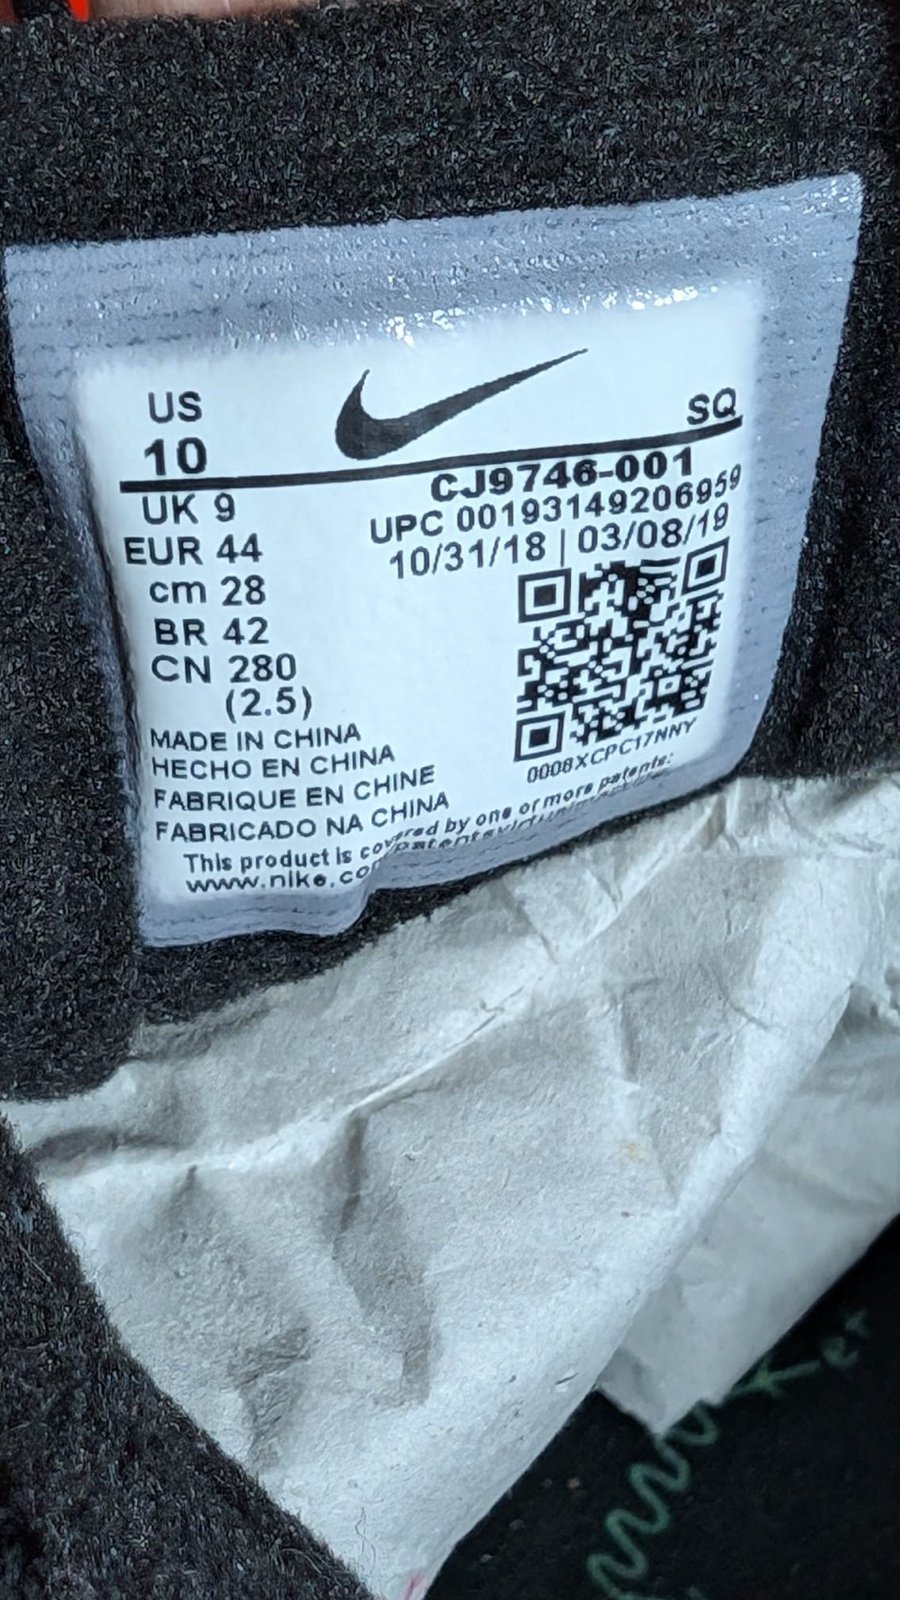 US
10
SQ
UK 9
EUR 44
cm 28
BR 42
CN 280
(2.5)
CJ9746-001
UPC 00193149206959
10/31/18 | 03/08/19
0008XCPC17NNY
MADE IN CHINA
HECHO EN CHINA
FABRIQUE EN CHINE
FABRICADO NA CHINA
This product is covered by one or more patents:
www.nike.com